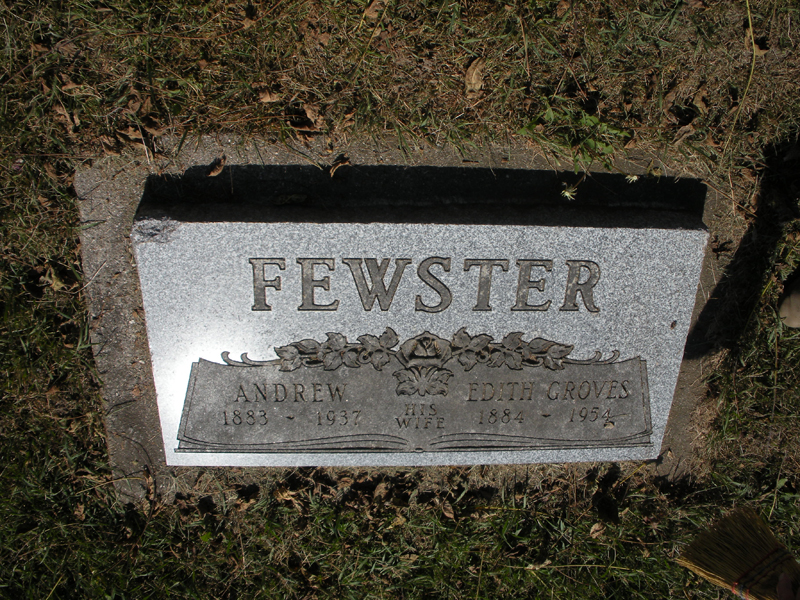 FEWSTER
ANDREW
1883 - 1937
HIS
WIFE
EDITH GROVES
1884 - 1954